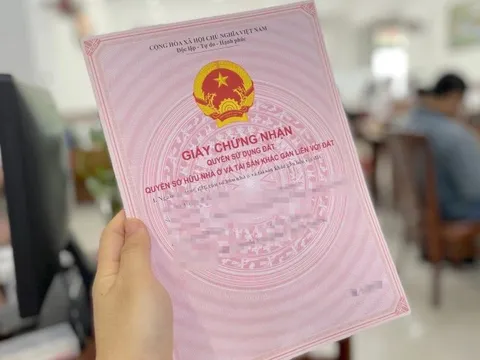 CỘNG HÒA XÃ HỘI CHỦ NGHĨA VIỆT NAM
Độc lập - Tự do - Hạnh phúc
GIẤY CHỨNG NHẬN
QUYỀN SỬ DỤNG ĐẤT
QUYỀN SỞ HỮU NHÀ Ở VÀ TÀI SẢN KHÁC GẮN LIỀN VỚI ĐẤT